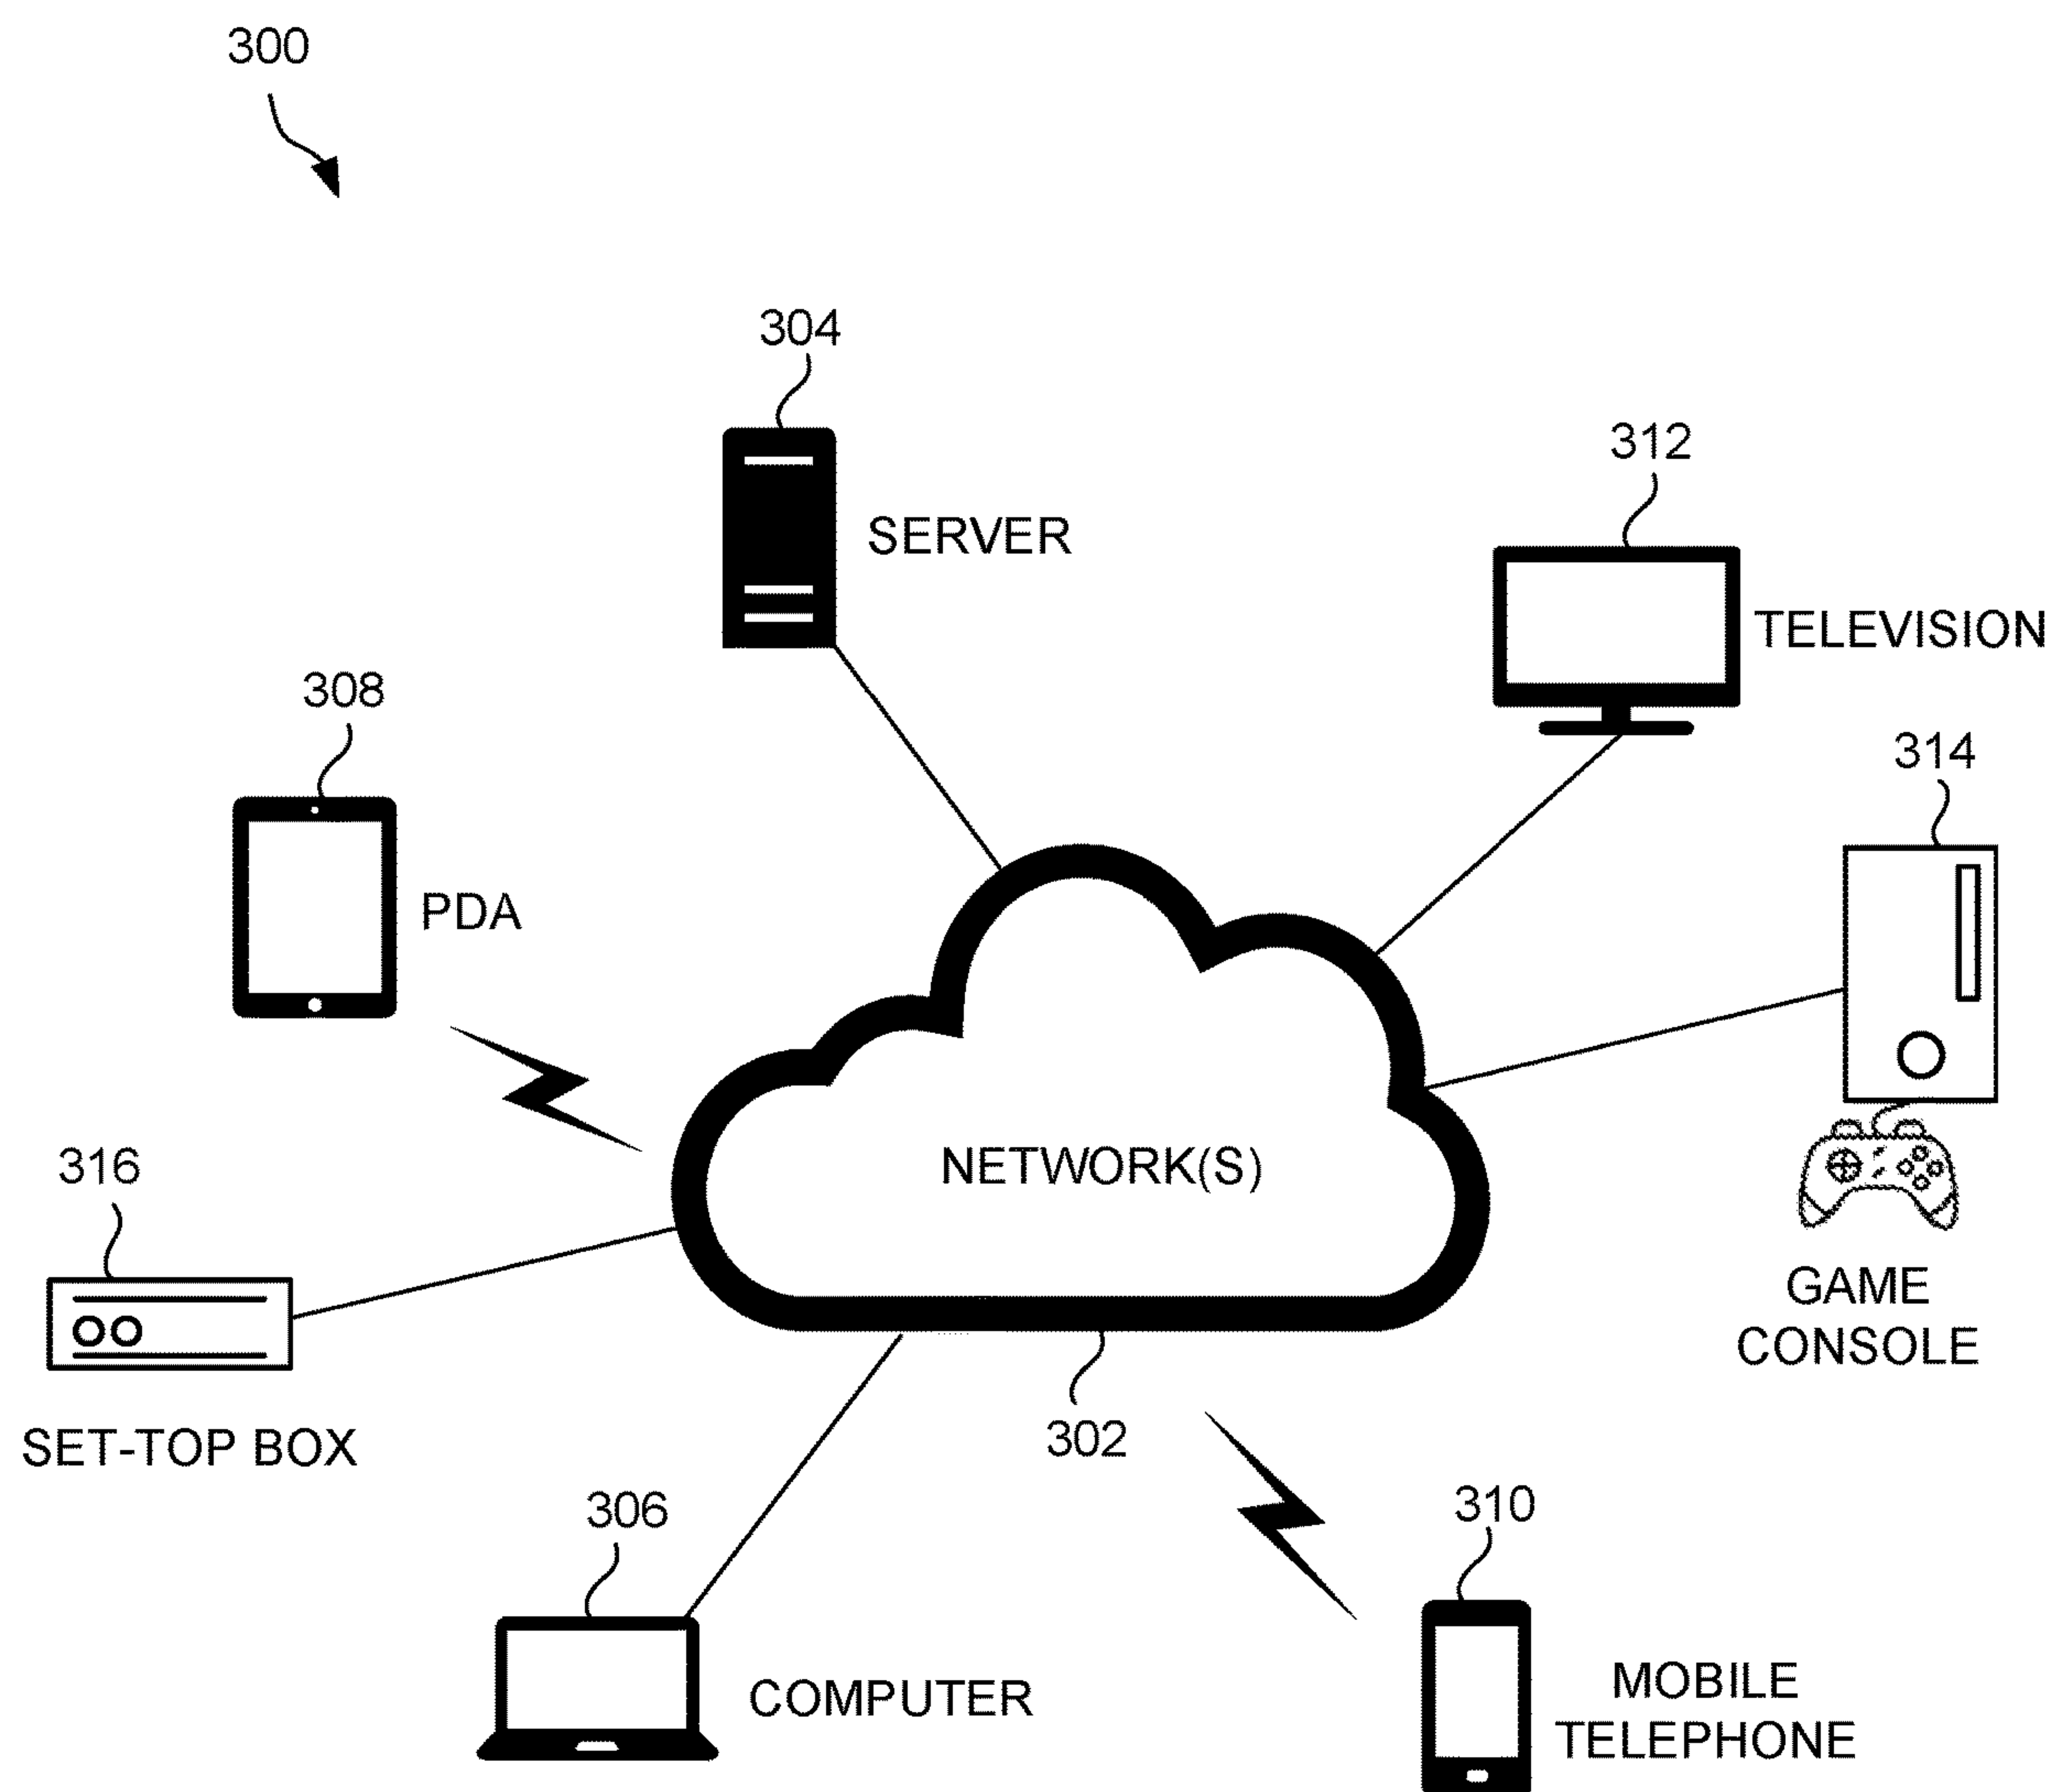 300
304
SERVER
312
TELEVISION
308
PDA
314
GAME
CONSOLE
NETWORK(S)
302
316
SET-TOP BOX
306
COMPUTER
310
MOBILE
TELEPHONE